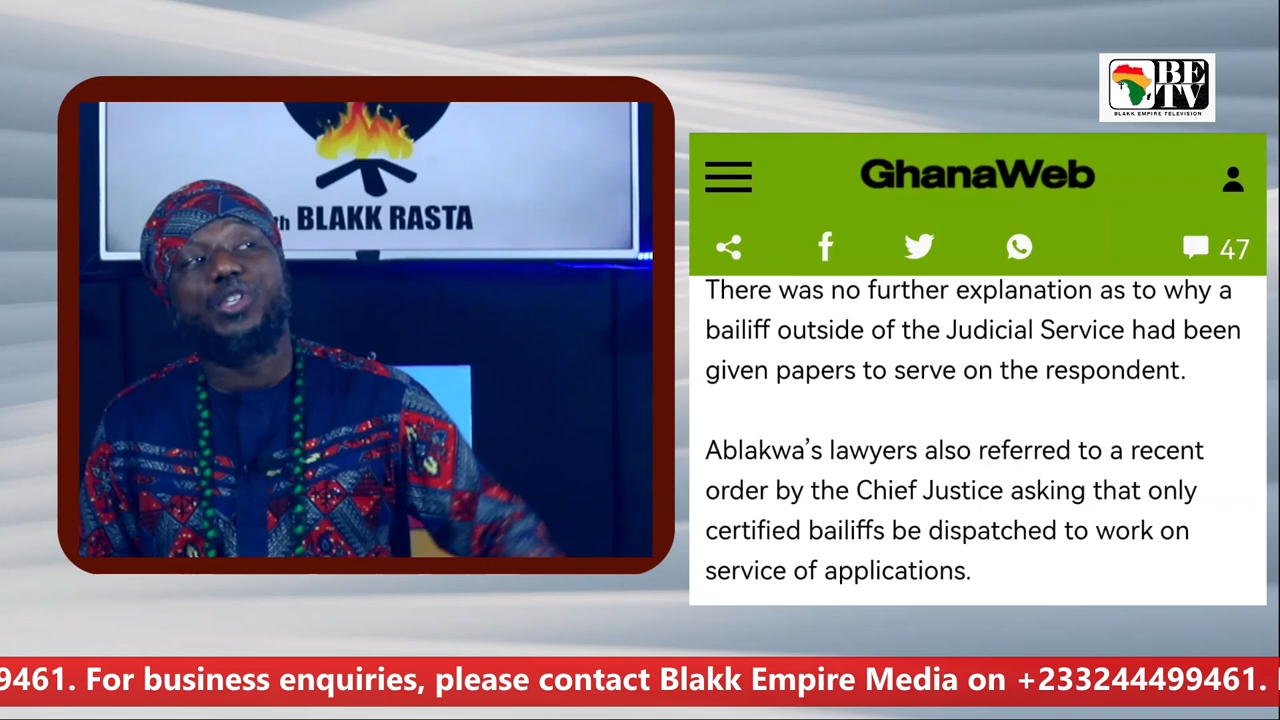 BE
TV
BLAKK EMPIRE TELEVISION
th BLAKK RASTA
GhanaWeb
47
There was no further explanation as to why a
bailiff outside of the Judicial Service had been
given papers to serve on the respondent.
Ablakwa’s lawyers also referred to a recent
order by the Chief Justice asking that only
certified bailiffs be dispatched to work on
service of applications.
9461. For business enquiries, please contact Blakk Empire Media on +233244499461.